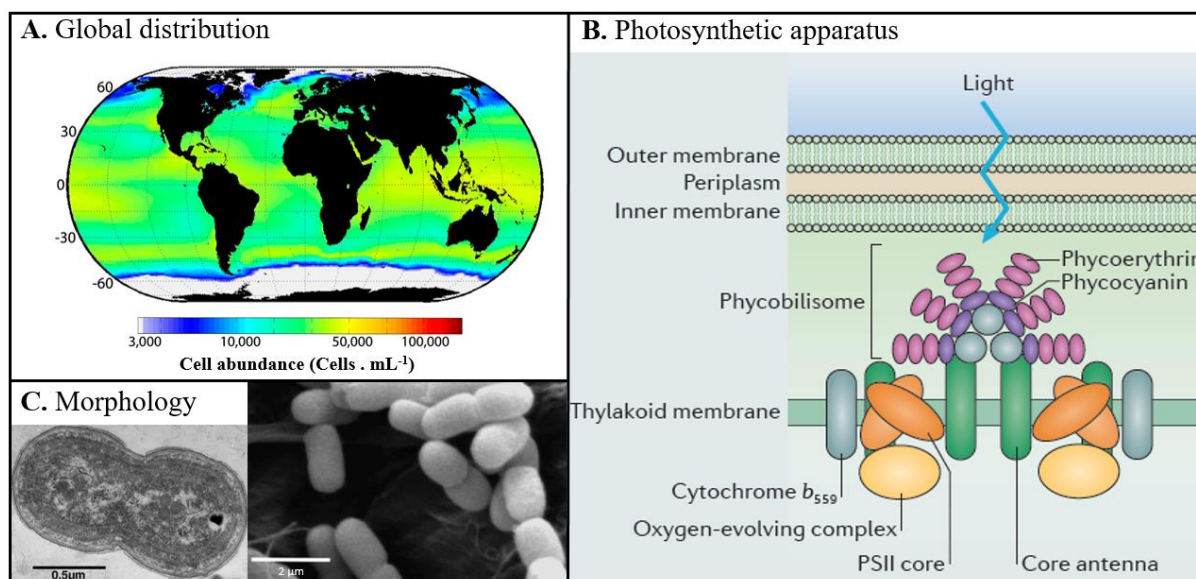 A. Global distribution
60
30
0
-30
-60
3,000 10,000 50,000 100,000
Cell abundance (Cells . mL-1)
B. Photosynthetic apparatus
Light
Outer membrane
Periplasm
Inner membrane
Phycobilisome
Phycoerythrin
Phycocyanin
Thylakoid membrane
Cytochrome b559
Oxygen-evolving complex
PSII core
Core antenna
C. Morphology
0.5µm
2 µm